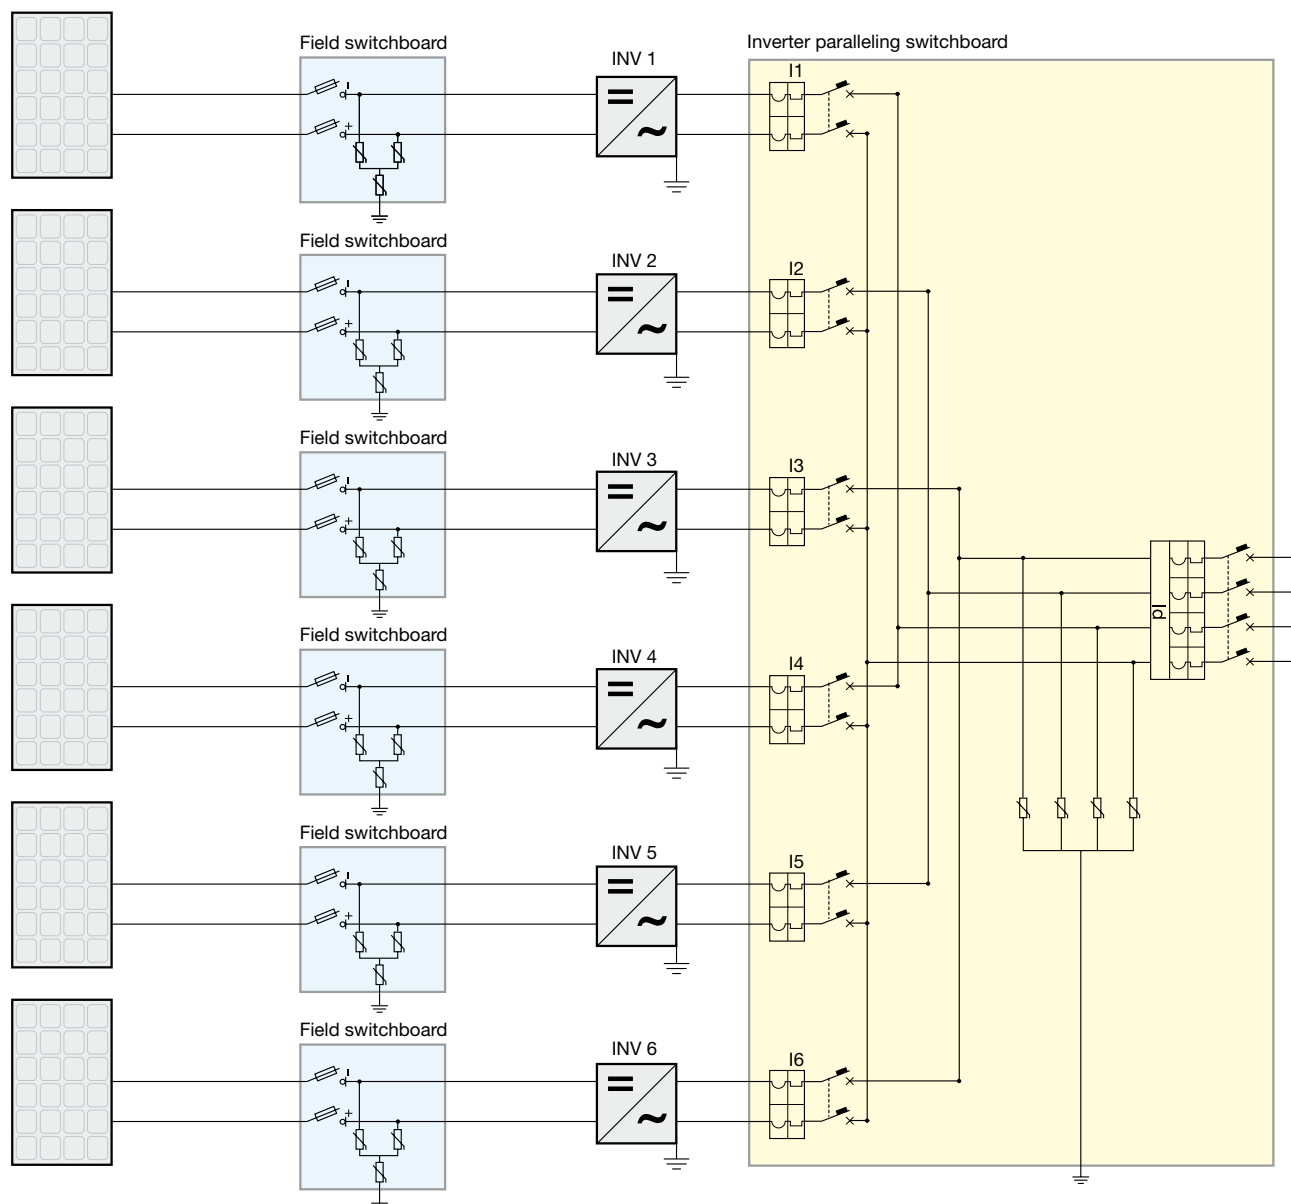 Field switchboard
INV 1
Inverter paralleling switchboard
I1
Field switchboard
INV 2
I2
Field switchboard
INV 3
I3
Id
Field switchboard
INV 4
I4
Field switchboard
INV 5
I5
Field switchboard
INV 6
I6